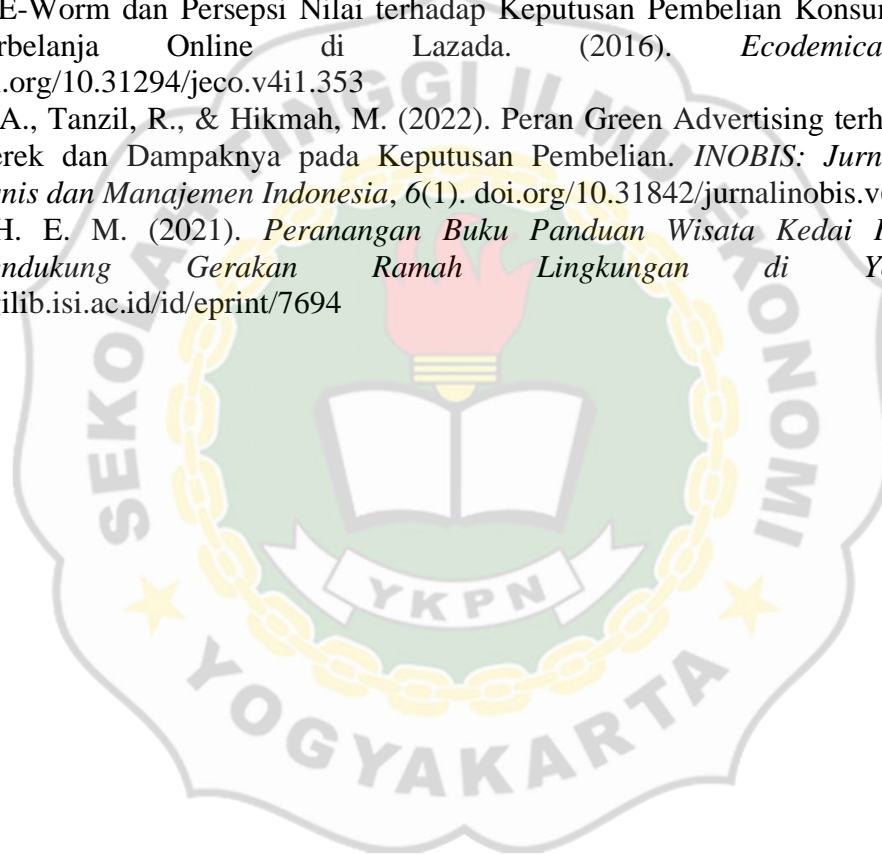 E-Worm dan Persepsi Nilai terhadap Keputusan Pembelian Konsu
belanja Online di Lazada. (2016). Ecodemica
.org/10.31294/jeco.v4i1.353
A., Tanzil, R., & Hikmah, M. (2022). Peran Green Advertising terh
erek dan Dampaknya pada Keputusan Pembelian. INOBIS: Jurn
nis dan Manajemen Indonesia, 6(1). doi.org/10.31842/jurnalinobis.v
H. E. M. (2021). Peranangan Buku Panduan Wisata Kedai
endukung Gerakan Ramah Lingkungan di Y
gilib.isi.ac.id/id/eprint/7694
SEKOLAH TINGGI ILMU EKONOMI
YKPN
YOGYAKARTA